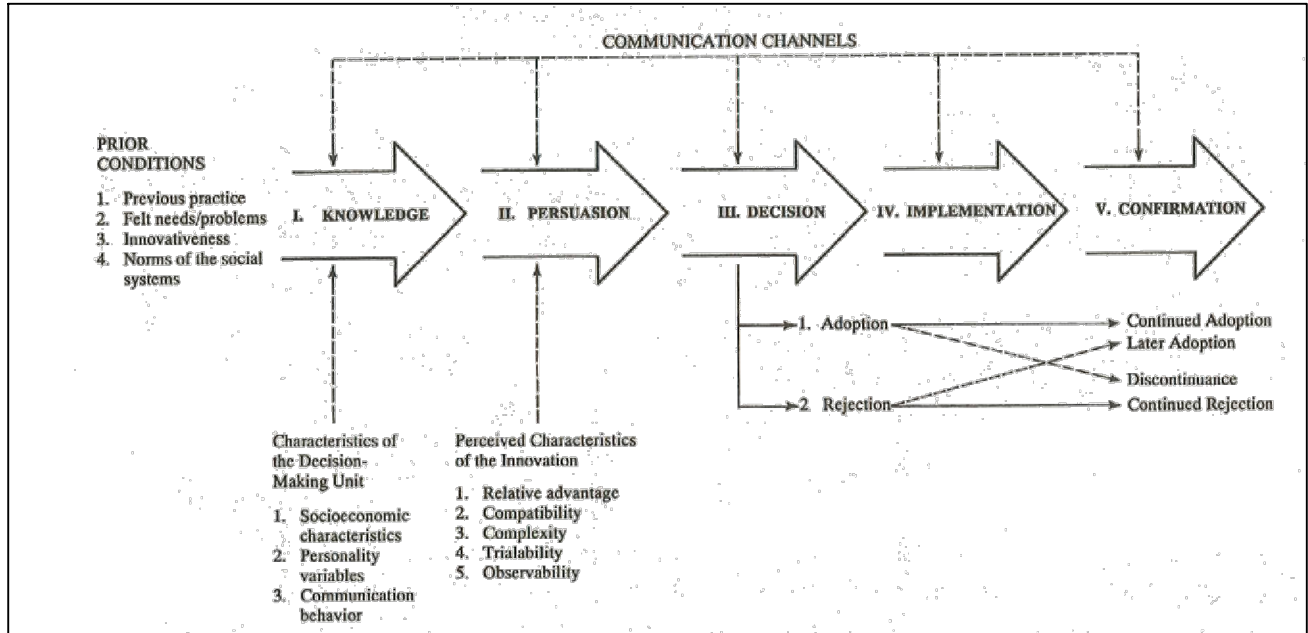 COMMUNICATION CHANNELS
PRIOR
CONDITIONS
1. Previous practice
2. Felt needs/problems
3. Innovativeness
4. Norms of the social
systems
I. KNOWLEDGE
II. PERSUASION
III. DECISION
IV. IMPLEMENTATION
V. CONFIRMATION
1. Adoption
2 Rejection
Continued Adoption
Later Adoption
Discontinuance
Continued Rejection
Characteristics of
the Decision-
Making Unit
1. Socioeconomic
characteristics
2. Personality
variables
3. Communication
behavior
Perceived Characteristics
of the Innovation
1. Relative advantage
2. Compatibility
3. Complexity
4. Trialability
5. Observability